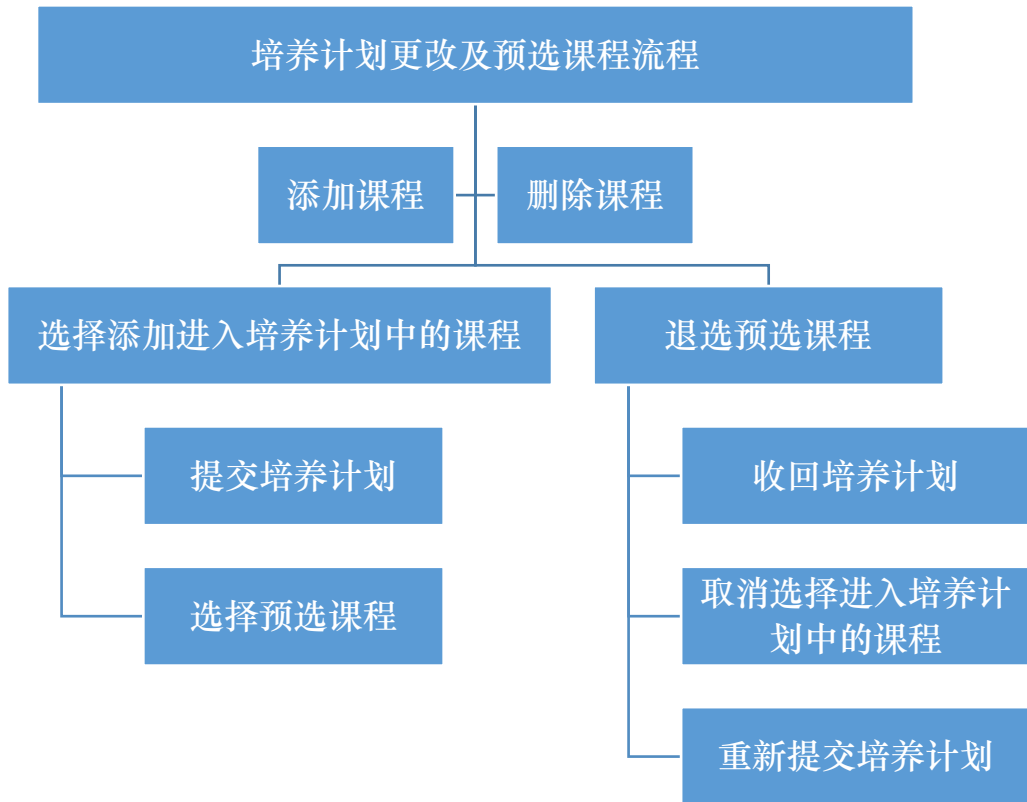 培养计划更改及预选课程流程
添加课程
删除课程
选择添加进入培养计划中的课程
提交培养计划
选择预选课程
退选预选课程
收回培养计划
取消选择进入培养计
划中的课程
重新提交培养计划